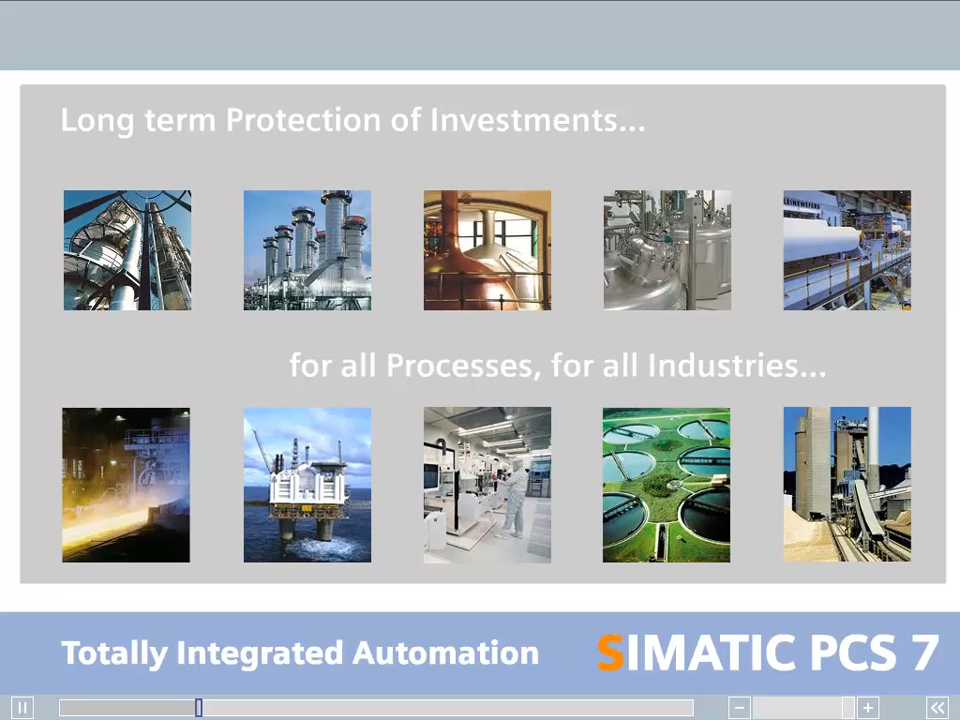 Long term Protection of Investments...
for all Processes, for all Industries...
Totally Integrated Automation
SIMATIC PCS 7